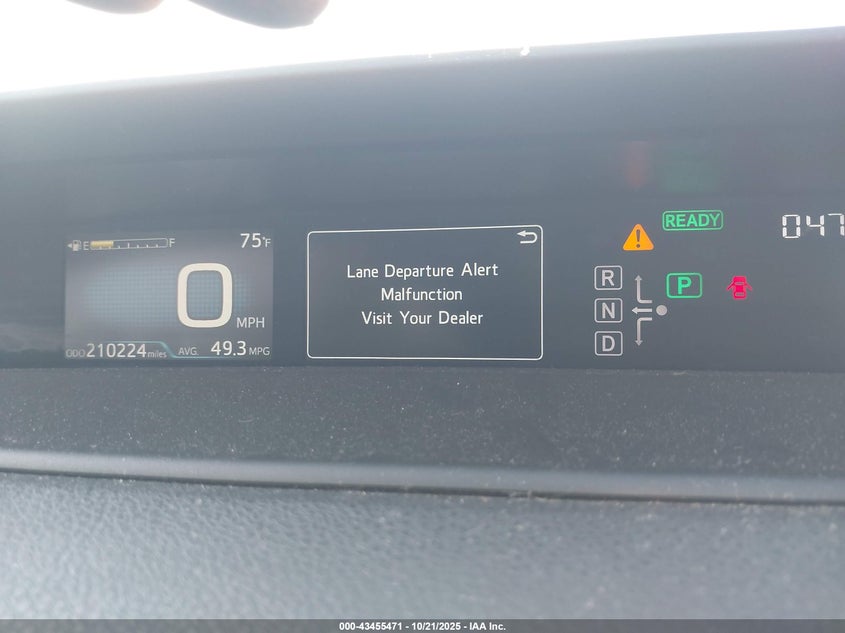 E F 75°F
0 MPH
ODO 210224 miles AVG. 49.3 MPG
Lane Departure Alert
Malfunction
Visit Your Dealer
READY
R
N
D
P
047
000-43455471 - 10/21/2025 - IAA Inc.